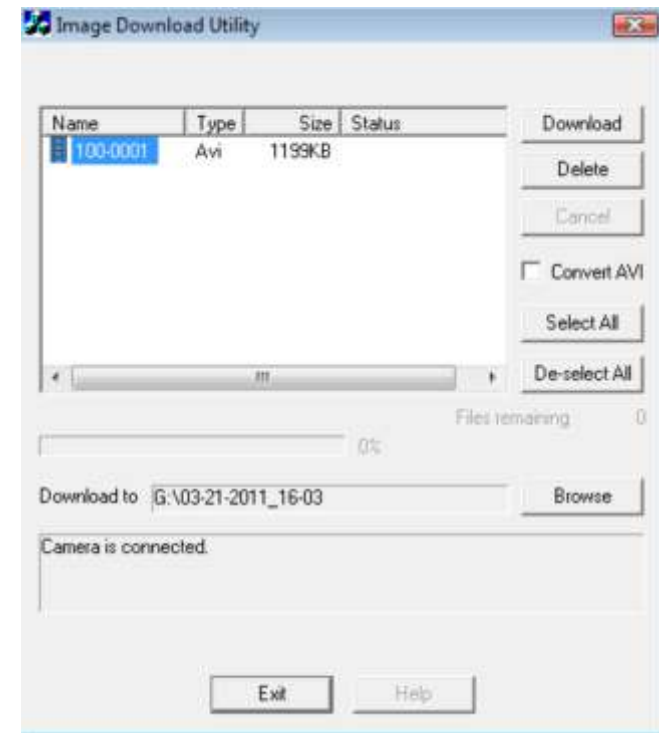 Image Download Utility
Name Type Size Status
100-0001 Avi 1199KB
Download
Delete
Cancel
Convert AVI
Select All
De-select All
Files remaining 0
0%
Download to G:\03-21-2011_16-03 Browse
Camera is connected.
Exit Help